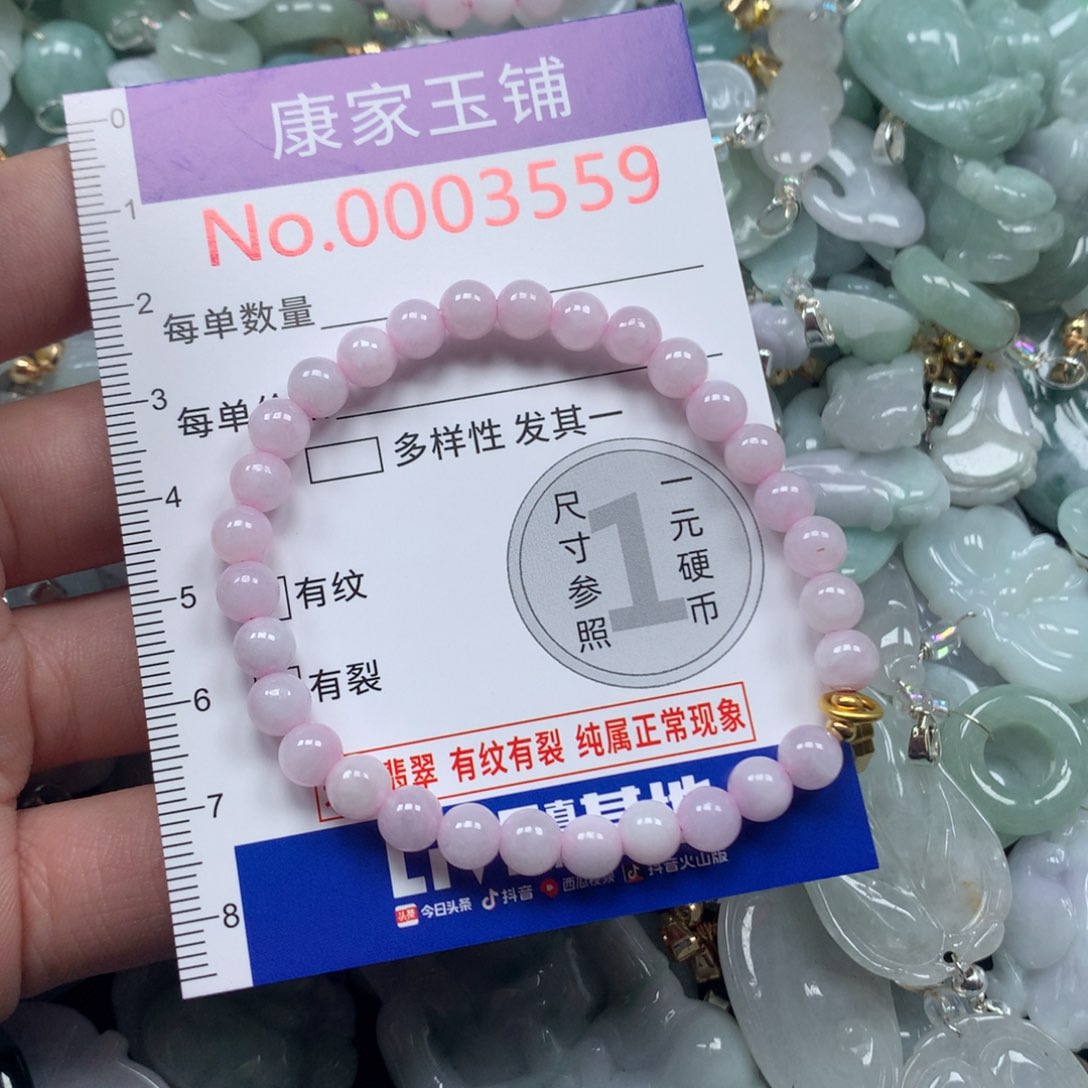 康家玉铺
No.0003559
0
1
2
3
4
5
6
7
8
每单数量
每单
多样性 发其一
尺寸参照
1
一元硬币
有纹
有裂
翡翠 有纹有裂 纯属正常现象
基地
今日头条 抖音 西瓜视频 抖音火山版